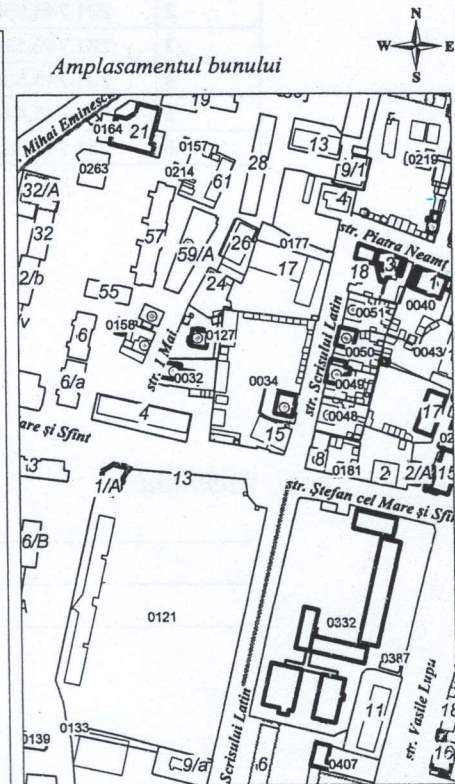 N
W E
S
Amplasamentul bunului
. Mihai Eminescu
0164
21
19
0157
0263
0214
61
28
13
9/1
0219
4
32/A
32
57
59/A
26
0177
17
24
str. Piatra Neamț
18
3
1
0051
0040
2/b
55
0158
str. 1 Mai
0127
str. Scrisului Latin
0050
0043/
6
6/a
0032
0034
0049
0048
17
4
15
8
0181
2
2/A
15
are și Sfînt
3
1/A
13
str. Ștefan cel Mare și Sfî
6/B
0121
0332
0387
11
str. Vasile Lupu
0133
0139
9/a
Scrisului Latin
6
0407
18
16